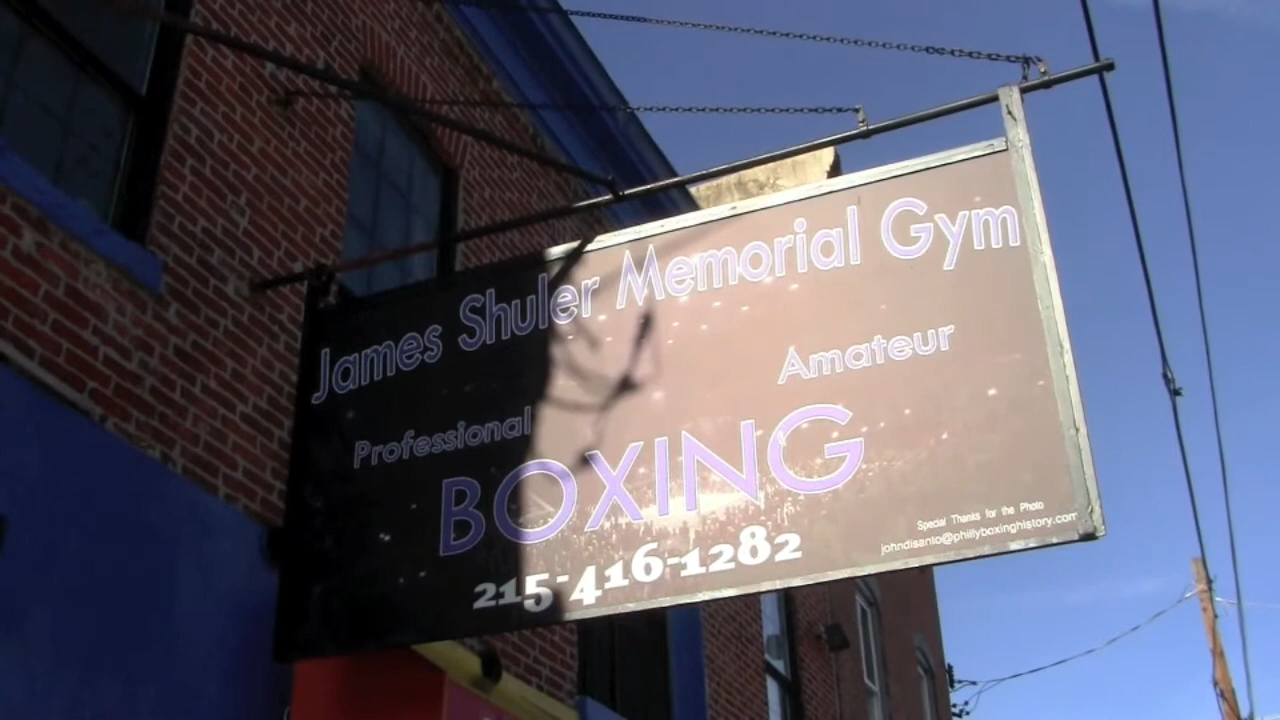 James Shuler Memorial Gym
Professional Amateur
BOXING
215-416-1282
Special Thanks for the Photo
johndisanto@phillyboxinghistory.com